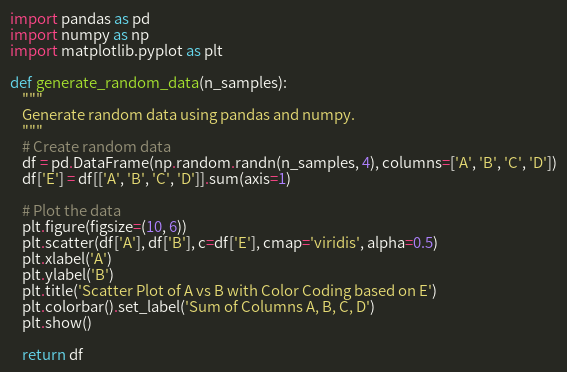 import pandas as pd
import numpy as np
import matplotlib.pyplot as plt

def generate_random_data(n_samples):
    """
    Generate random data using pandas and numpy.
    """
    # Create random data
    df = pd.DataFrame(np.random.randn(n_samples, 4), columns=['A', 'B', 'C', 'D'])
    df['E'] = df[['A', 'B', 'C', 'D']].sum(axis=1)

    # Plot the data
    plt.figure(figsize=(10, 6))
    plt.scatter(df['A'], df['B'], c=df['E'], cmap='viridis', alpha=0.5)
    plt.xlabel('A')
    plt.ylabel('B')
    plt.title('Scatter Plot of A vs B with Color Coding based on E')
    plt.colorbar().set_label('Sum of Columns A, B, C, D')
    plt.show()

    return df